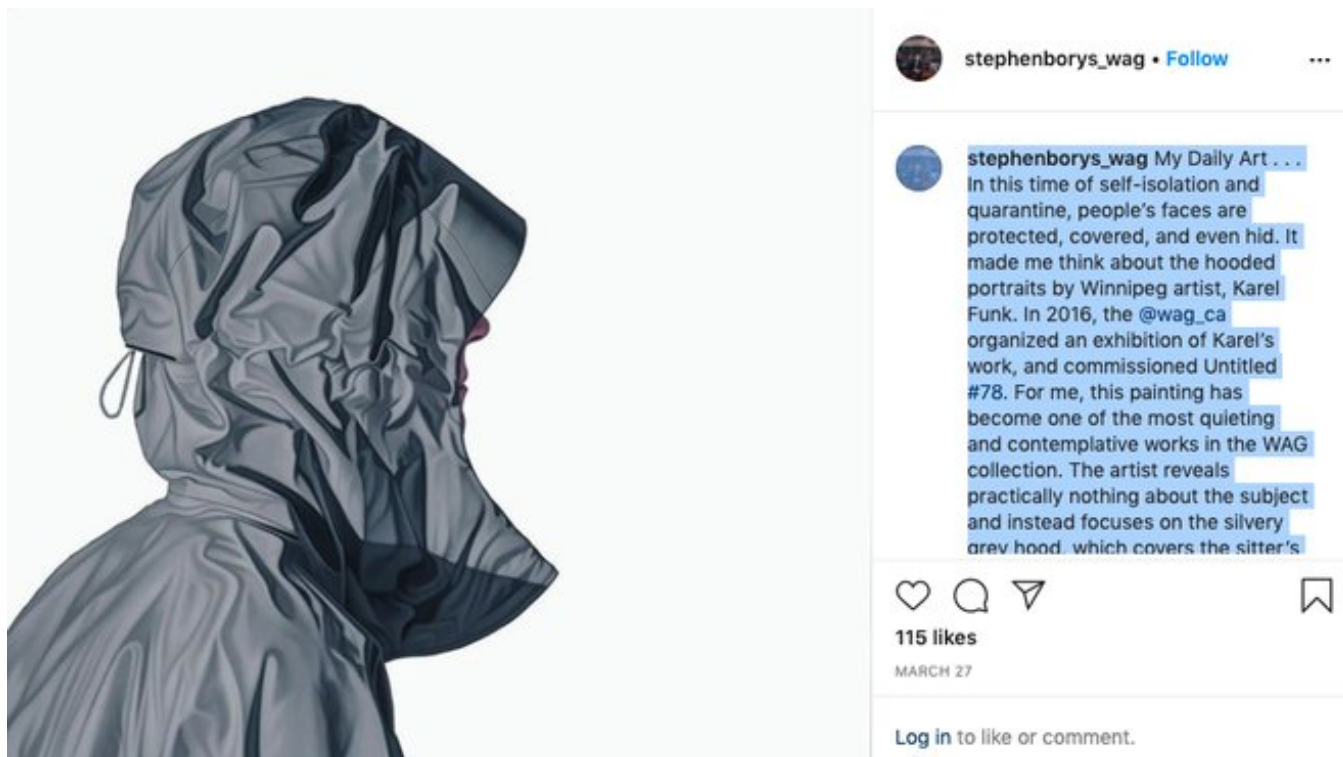 stephenborys_wag • Follow
stephenborys_wag My Daily Art . . .
In this time of self-isolation and
quarantine, people's faces are
protected, covered, and even hid. It
made me think about the hooded
portraits by Winnipeg artist, Karel
Funk. In 2016, the @wag_ca
organized an exhibition of Karel's
work, and commissioned Untitled
#78. For me, this painting has
become one of the most quieting
and contemplative works in the WAG
collection. The artist reveals
practically nothing about the subject
and instead focuses on the silvery
grey hood, which covers the sitter's
115 likes
MARCH 27
Log in to like or comment.